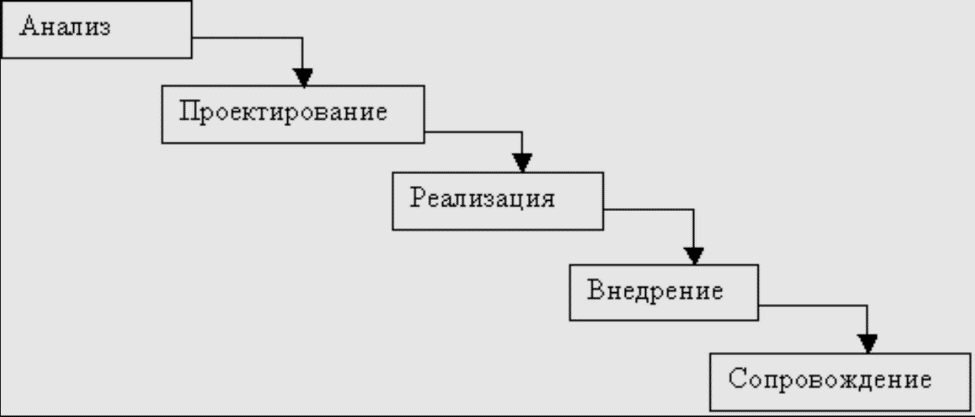 Анализ
Проектирование
Реализация
Внедрение
Сопровождение